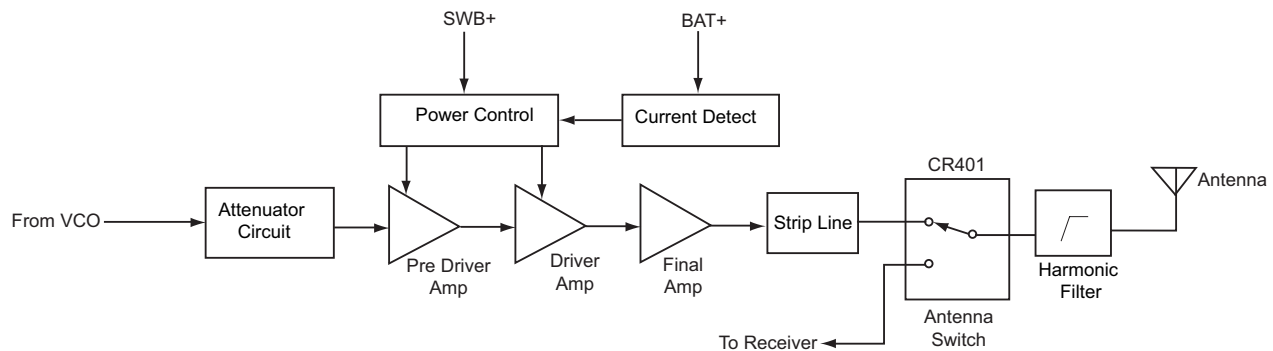 SWB+
BAT+
Power Control
Current Detect
CR401
Antenna
From VCO
Attenuator
Circuit
Strip Line
Pre Driver
Amp
Driver
Amp
Final
Amp
Harmonic
Filter
Antenna
Switch
To Receiver